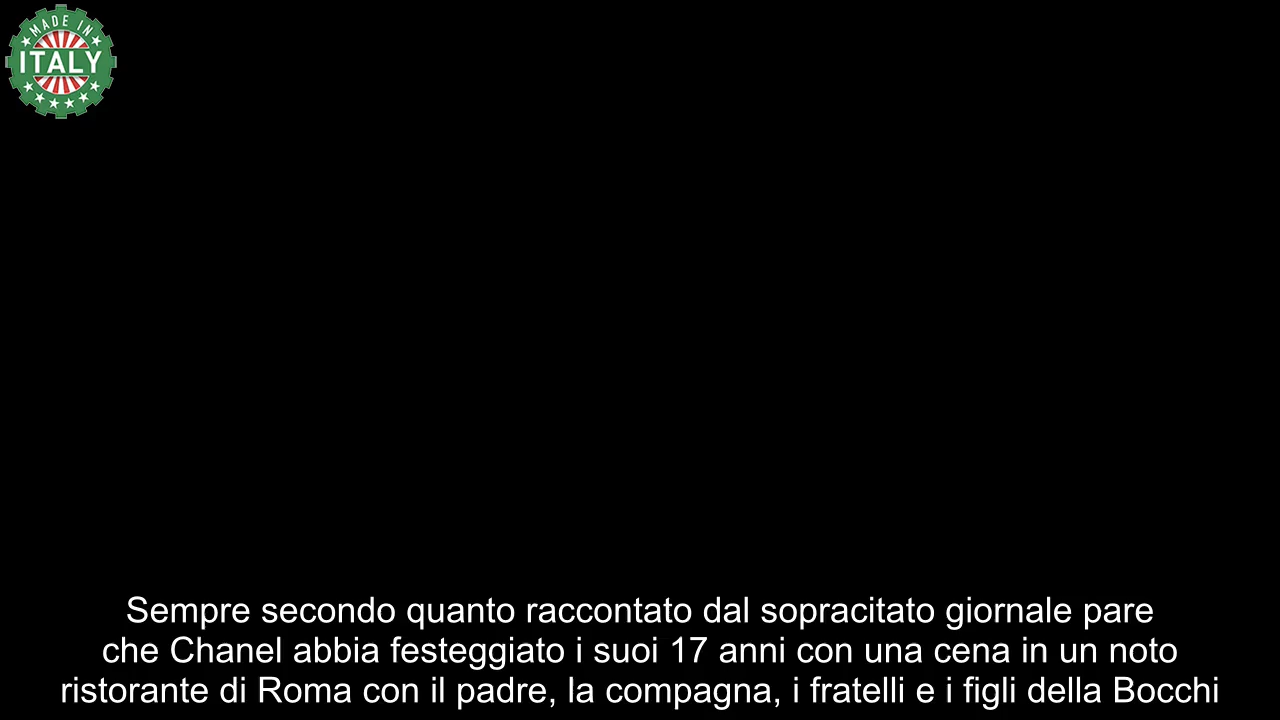 MADE IN
ITALY
Sempre secondo quanto raccontato dal sopracitato giornale pare
che Chanel abbia festeggiato i suoi 17 anni con una cena in un noto
ristorante di Roma con il padre, la compagna, i fratelli e i figli della Bocchi